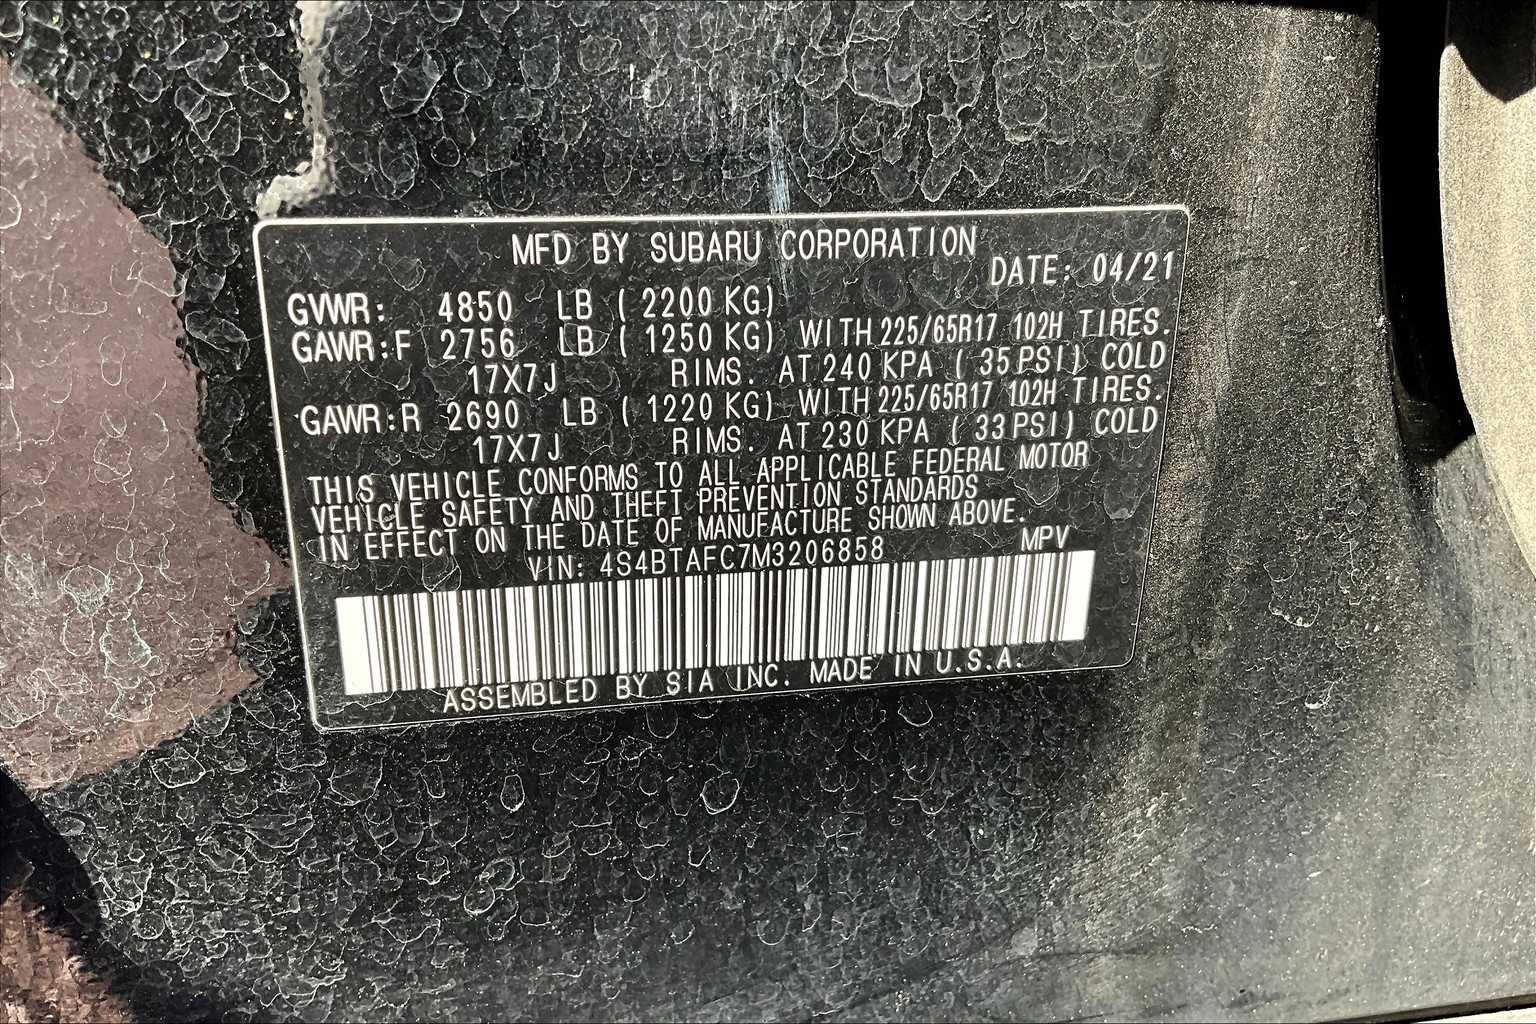 MFD BY SUBARU CORPORATION
DATE: 04/21
GVWR: 4850 LB ( 2200 KG)
GAWR:F 2756 LB ( 1250 KG) WITH 225/65R17 102H TIRES.
17X7J RIMS. AT 240 KPA ( 35 PSI) COLD
GAWR:R 2690 LB ( 1220 KG) WITH 225/65R17 102H TIRES.
17X7J RIMS. AT 230 KPA ( 33 PSI) COLD
THIS VEHICLE CONFORMS TO ALL APPLICABLE FEDERAL MOTOR
VEHICLE SAFETY AND THEFT PREVENTION STANDARDS
IN EFFECT ON THE DATE OF MANUFACTURE SHOWN ABOVE.
VIN: 4S4BTAFC7M3206858 MPV
ASSEMBLED BY SIA INC. MADE IN U.S.A.